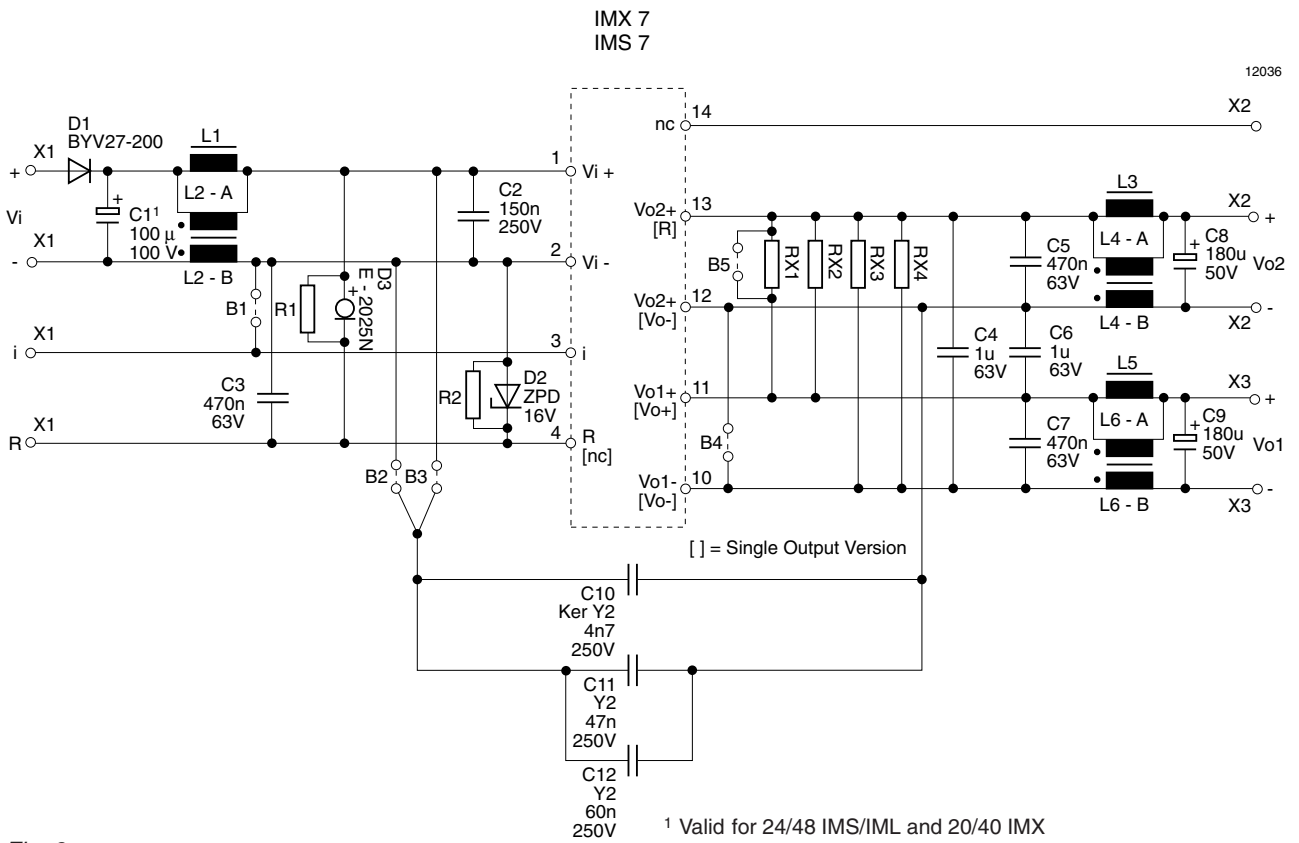 IMX 7
IMS 7
12036
D1
BYV27-200
L1
X1
+
L2 - A
+
C1¹
100 µ
100 V
Vi
X1
-
L2 - B
B1
R1
D3
E - 2025N
+
C2
150n
250V
1
Vi +
2
Vi -
X1
i
3
i
C3
470n
63V
R2
D2
ZPD
16V
X1
R
4
R
[nc]
B2
B3
nc
14
X2
Vo2+
[R]
13
B5
RX1
RX2
RX3
RX4
Vo2+
[Vo-]
12
C4
1u
63V
C5
470n
63V
C6
1u
63V
L3
L4 - A
L4 - B
X2
+
+
C8
180u
50V
Vo2
-
X2
Vo1+
[Vo+]
11
B4
C7
470n
63V
L5
L6 - A
L6 - B
X3
+
+
C9
180u
50V
Vo1
Vo1-
[Vo-]
10
-
X3
[ ] = Single Output Version
C10
Ker Y2
4n7
250V
C11
Y2
47n
250V
C12
Y2
60n
250V
¹ Valid for 24/48 IMS/IML and 20/40 IMX